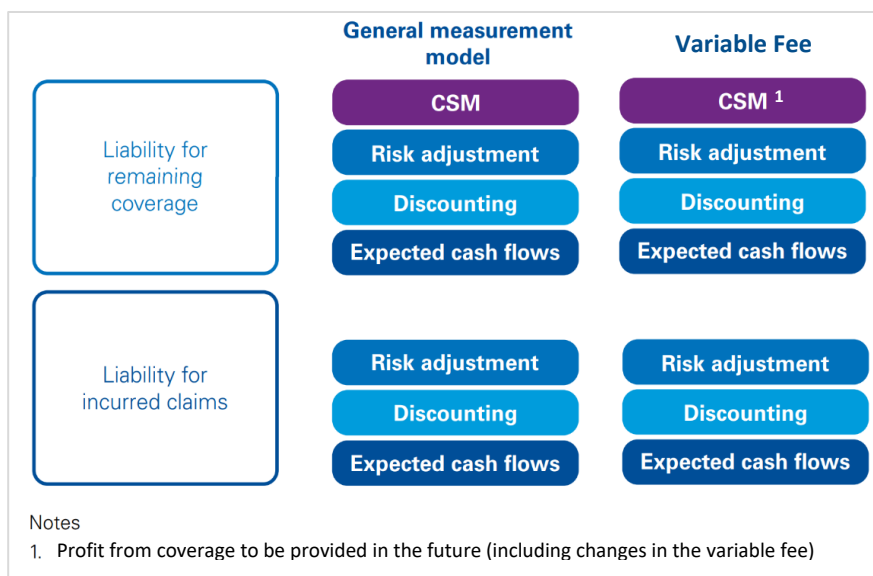 General measurement
model
Variable Fee
Liability for
remaining
coverage
CSM
CSM 1
Risk adjustment
Risk adjustment
Discounting
Discounting
Expected cash flows
Expected cash flows
Liability for
incurred claims
Risk adjustment
Risk adjustment
Discounting
Discounting
Expected cash flows
Expected cash flows
Notes
1. Profit from coverage to be provided in the future (including changes in the variable fee)